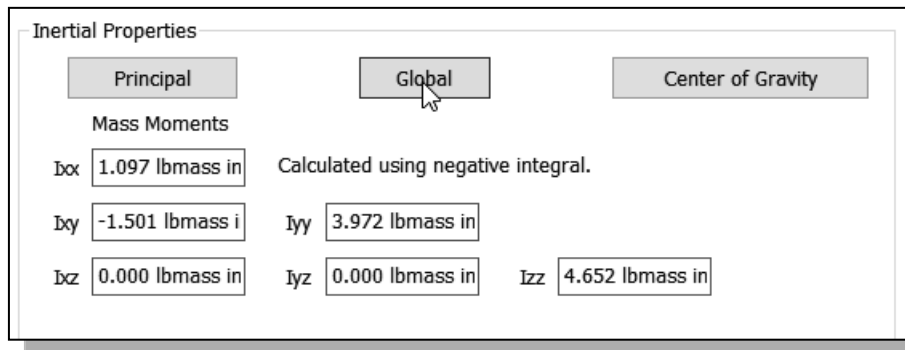 Inertial Properties
Principal Global Center of Gravity
Mass Moments
Ixx 1.097 lbmass in Calculated using negative integral.
Ixy -1.501 lbmass i Iyy 3.972 lbmass in
Ixz 0.000 lbmass in Iyz 0.000 lbmass in Izz 4.652 lbmass in